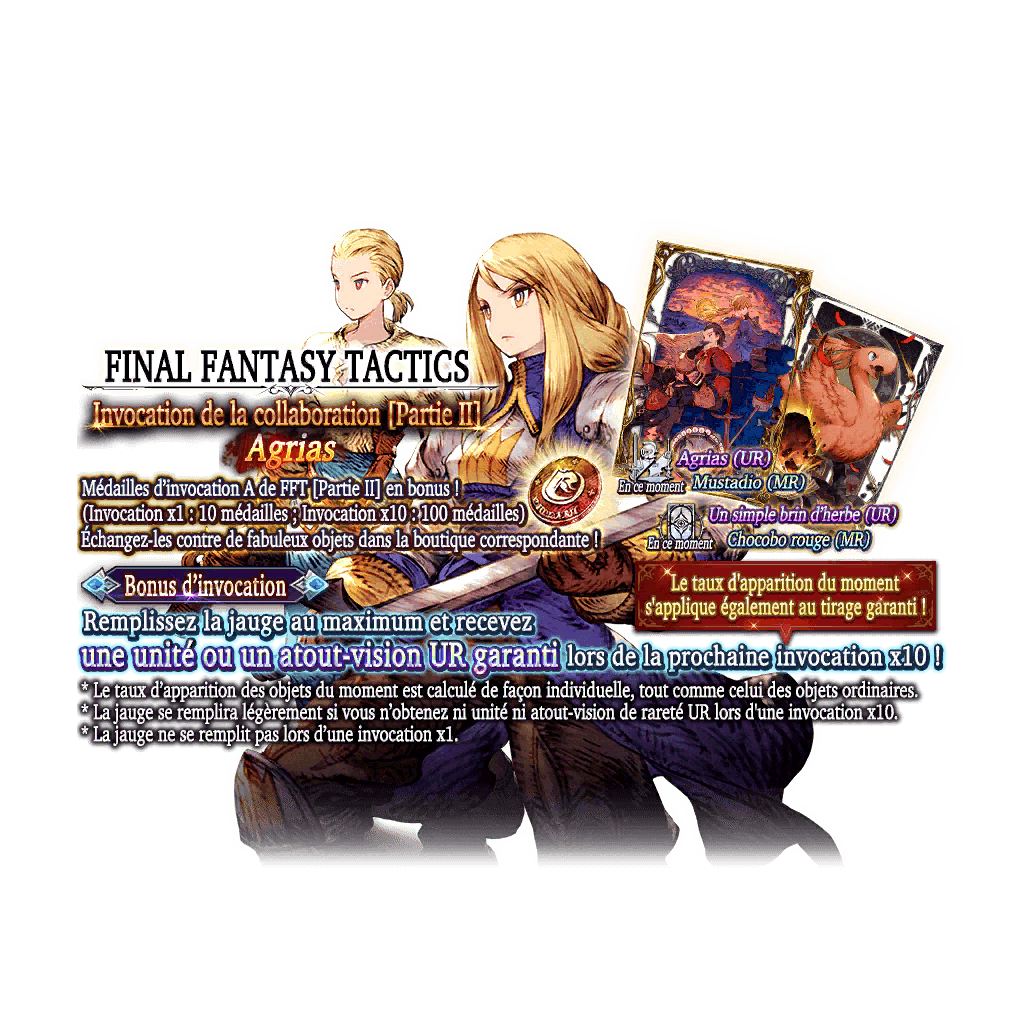 FINAL FANTASY TACTICS
Invocation de la collaboration [Partie II]
Agrias
Médailles d'invocation A de FFT [Partie II] en bonus !
(Invocation x1 : 10 médailles ; Invocation x10 : 100 médailles)
Échangez-les contre de fabuleux objets dans la boutique correspondante !
En ce moment
Agrias (UR)
Mustadio (MR)
En ce moment
Un simple brin d'herbe (UR)
Chocobo rouge (MR)
Bonus d'invocation
Le taux d'apparition du moment
s'applique également au tirage garanti !
Remplissez la jauge au maximum et recevez
une unité ou un atout-vision UR garanti lors de la prochaine invocation x10 !
* Le taux d'apparition des objets du moment est calculé de façon individuelle, tout comme celui des objets ordinaires.
* La jauge se remplira légèrement si vous n'obtenez ni unité ni atout-vision de rareté UR lors d'une invocation x10.
* La jauge ne se remplit pas lors d'une invocation x1.